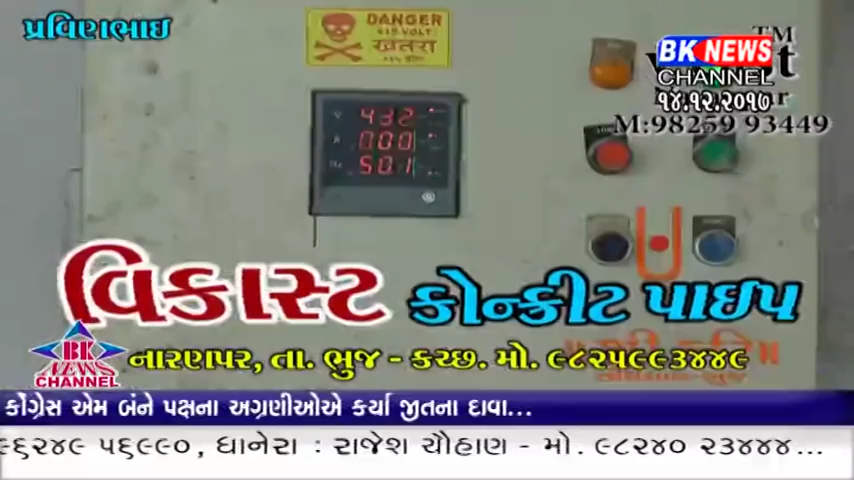 પ્રવિણભાઇ
DANGER
415 VOLT
खतरा
BK NEWS
CHANNEL
૧૪.૧૨.૨૦૧૭
M:98259 93449
432
000
50.1
વિકાસ્ટ કોન્ક્રીટ પાઇપ
BK
NEWS
CHANNEL
નારણપર, તા. ભુજ - કચ્છ. મો. ૯૮૨૫૯૯૩૪૪૯
કોંગ્રેસ એમ બંને પક્ષના અગ્રણીઓએ કર્યા જીતના દાવા...
૯૬૨૪૯ ૫૬૯૯૦, ધાનેરા : રાજેશ ચૌહાણ - મો. ૯૮૨૪૦ ૨૩૪૪૪...